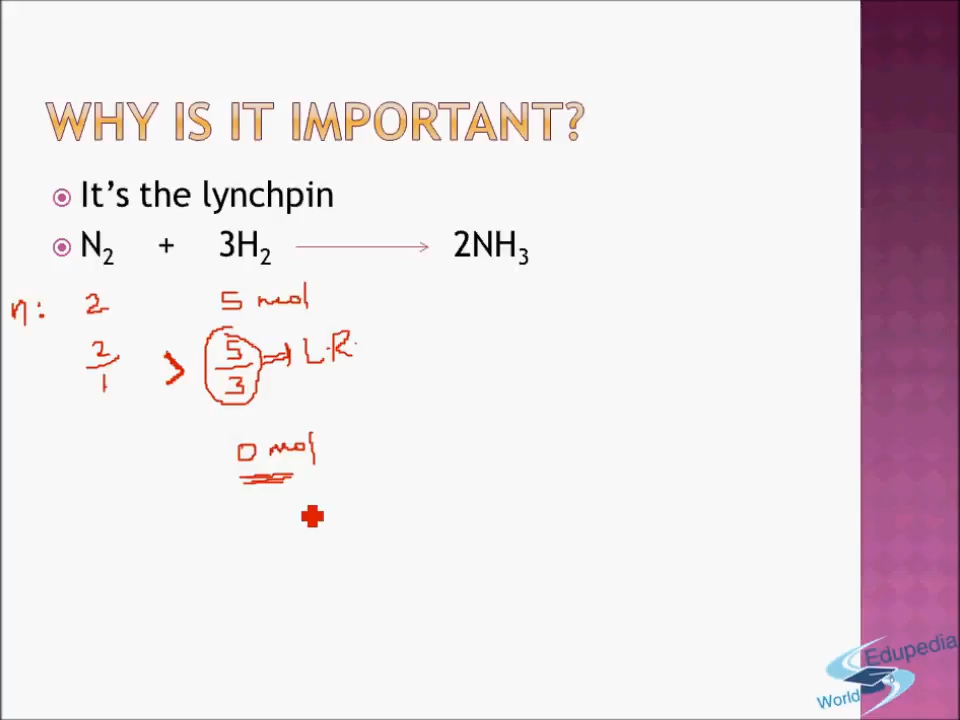 WHY IS IT IMPORTANT?
It's the lynchpin
N₂ + 3H₂ → 2NH₃
n: 2 5 mol
2/1 > 5/3 → L.R.
0 mol
Edupedia
World